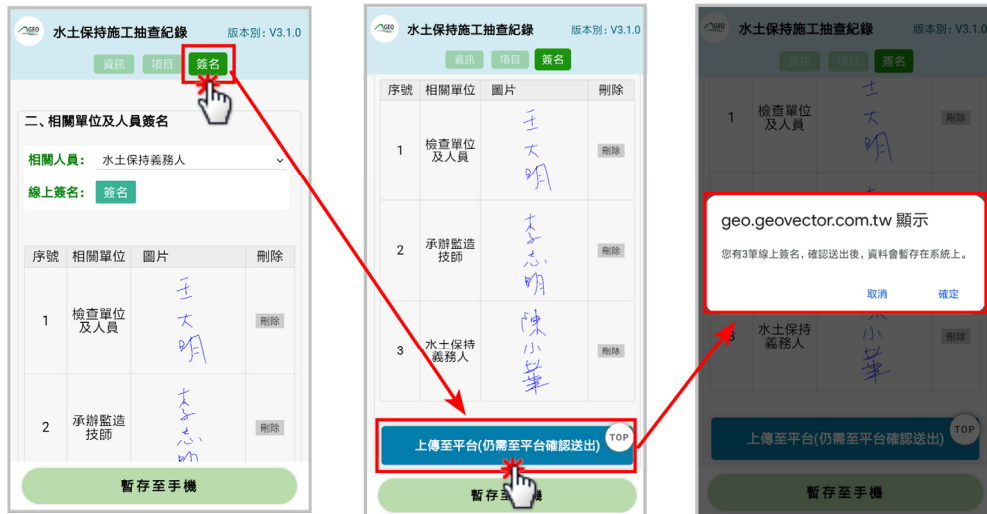 GEO
水土保持施工抽查紀錄
版本別: V3.1.0
資訊
項目
簽名
二、相關單位及人員簽名
相關人員:
水土保持義務人
線上簽名:
簽名
序號
相關單位
圖片
刪除
1
檢查單位
及人員
王大明
刪除
2
承辦監造
技師
李志明
刪除
暫存至手機
GEO
水土保持施工抽查紀錄
版本別: V3.1.0
資訊
項目
簽名
序號
相關單位
圖片
刪除
1
檢查單位
及人員
王大明
刪除
2
承辦監造
技師
李志明
刪除
3
水土保持
義務人
陳小華
刪除
上傳至平台(仍需至平台確認送出)
TOP
暫存至手機
GEO
水土保持施工抽查紀錄
版本別: V3.1.0
資訊
項目
簽名
1
檢查單位
及人員
王大明
刪除
geo.geovector.com.tw 顯示
您有3筆線上簽名, 確認送出後, 資料會暫存在系統上。
取消
確定
3
水土保持
義務人
小華
刪除
上傳至平台(仍需至平台確認送出)
TOP
暫存至手機